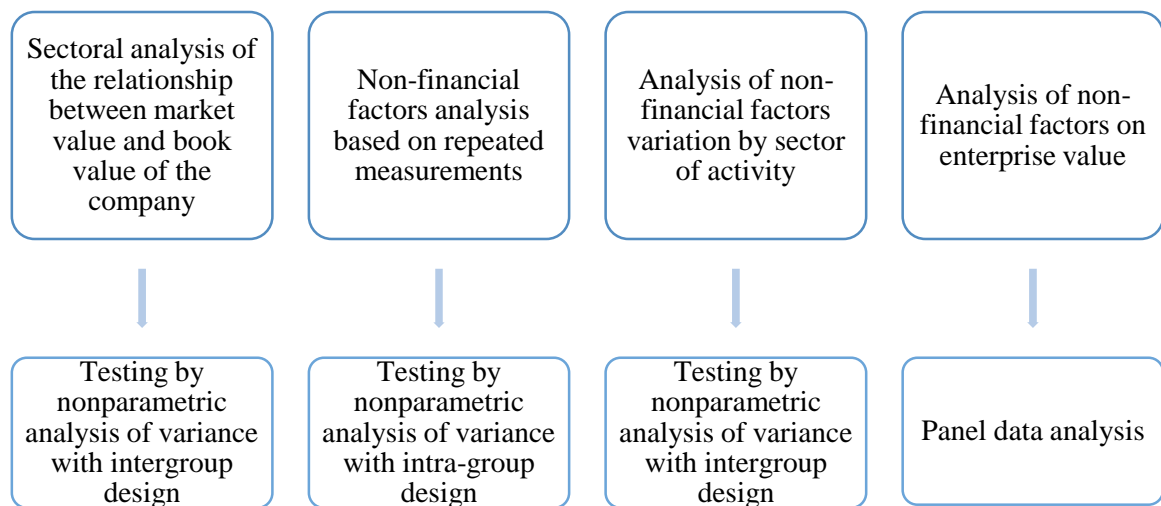 Sectoral analysis of
the relationship
between market
value and book
value of the
company
Non-financial
factors analysis
based on repeated
measurements
Analysis of non-
financial factors
variation by sector
of activity
Analysis of non-
financial factors on
enterprise value
Testing by
nonparametric
analysis of variance
with intergroup
design
Testing by
nonparametric
analysis of variance
with intra-group
design
Testing by
nonparametric
analysis of variance
with intergroup
design
Panel data analysis